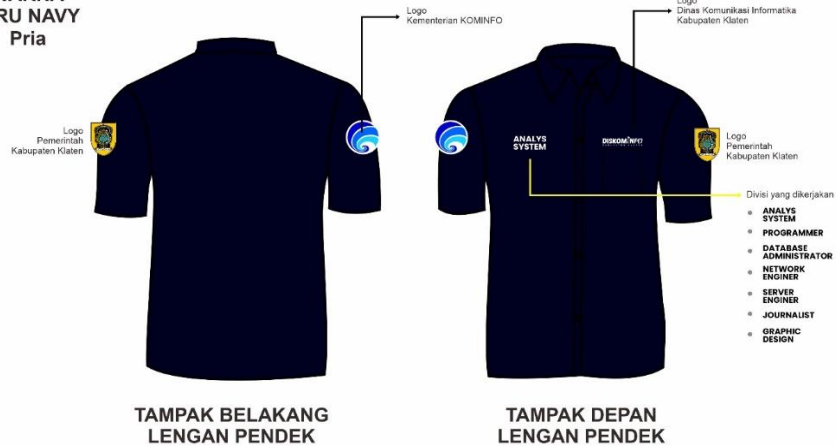 RU NAVY
Pria
Logo
Kementerian KOMINFO
Logo
Dinas Komunikasi Informatika
Kabupaten Klaten
Logo
Pemerintah
Kabupaten Klaten
ANALYS
SYSTEM
DISKOMINFO
Logo
Pemerintah
Kabupaten Klaten
Divisi yang dikerjakan
ANALYS
SYSTEM
PROGRAMMER
DATABASE
ADMINISTRATOR
NETWORK
ENGINER
SERVER
ENGINER
JOURNALIST
GRAPHIC
DESIGN
TAMPAK BELAKANG
LENGAN PENDEK
TAMPAK DEPAN
LENGAN PENDEK